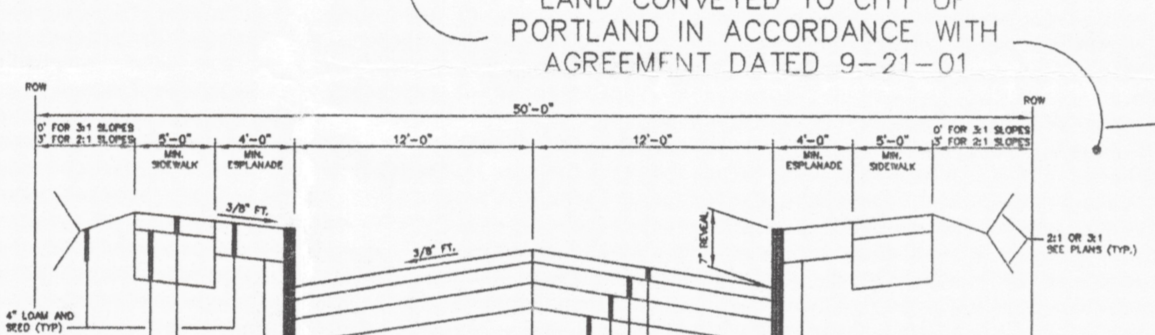 LAND CONVEYED TO CITY OF
PORTLAND IN ACCORDANCE WITH
AGREEMENT DATED 9-21-01
ROW
ROW
50'-0"
0' FOR 3:1 SLOPES
3' FOR 2:1 SLOPES
5'-0"
MIN.
SIDEWALK
4'-0"
MIN.
ESPLANADE
12'-0"
12'-0"
4'-0"
MIN.
ESPLANADE
5'-0"
MIN.
SIDEWALK
0' FOR 3:1 SLOPES
3' FOR 2:1 SLOPES
3/8" FT.
3/8" FT.
7" REVEAL
2:1 OR 3:1
SEE PLANS (TYP.)
4" LOAM AND
SEED (TYP)